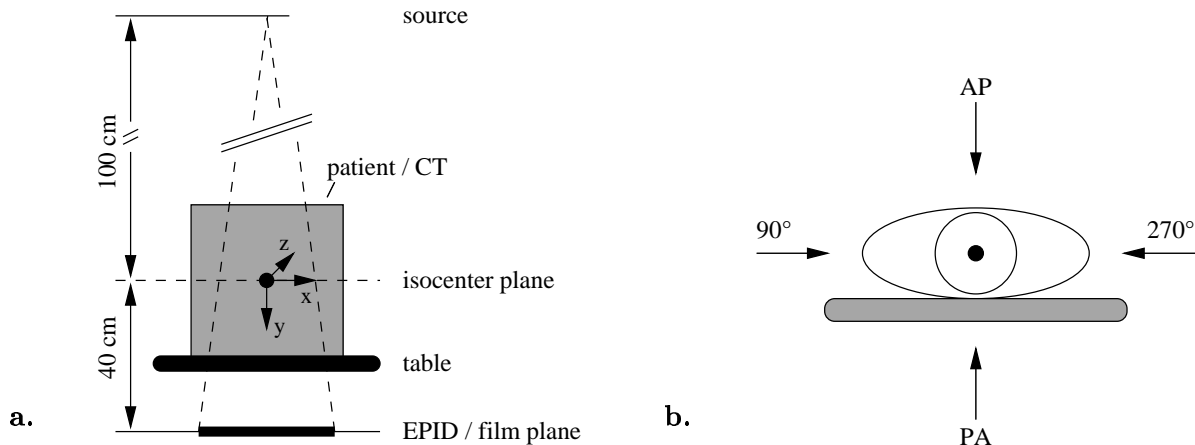 source
100 cm
patient / CT
z
x
isocenter plane
y
40 cm
table
EPID / film plane
a.
AP
90°
270°
PA
b.